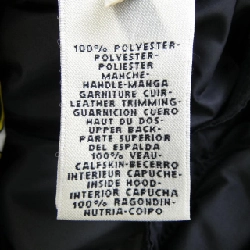 100% POLYESTER-
POLYESTER-
POLIESTER
MANCHE-
HANDLE-MANGA
GARNITURE CUIR-
LEATHER TRIMMING-
GUARNICION CUERO
HAUT DU DOS-
UPPER BACK-
PARTE SUPERIOR
DEL ESPALDA
100% VEAU-
CALFSKIN-BECERRO
INTERIEUR CAPUCHE-
INSIDE HOOD-
INTERIOR CAPUCHA
100% RAGONDIN-
NUTRIA-COIPO